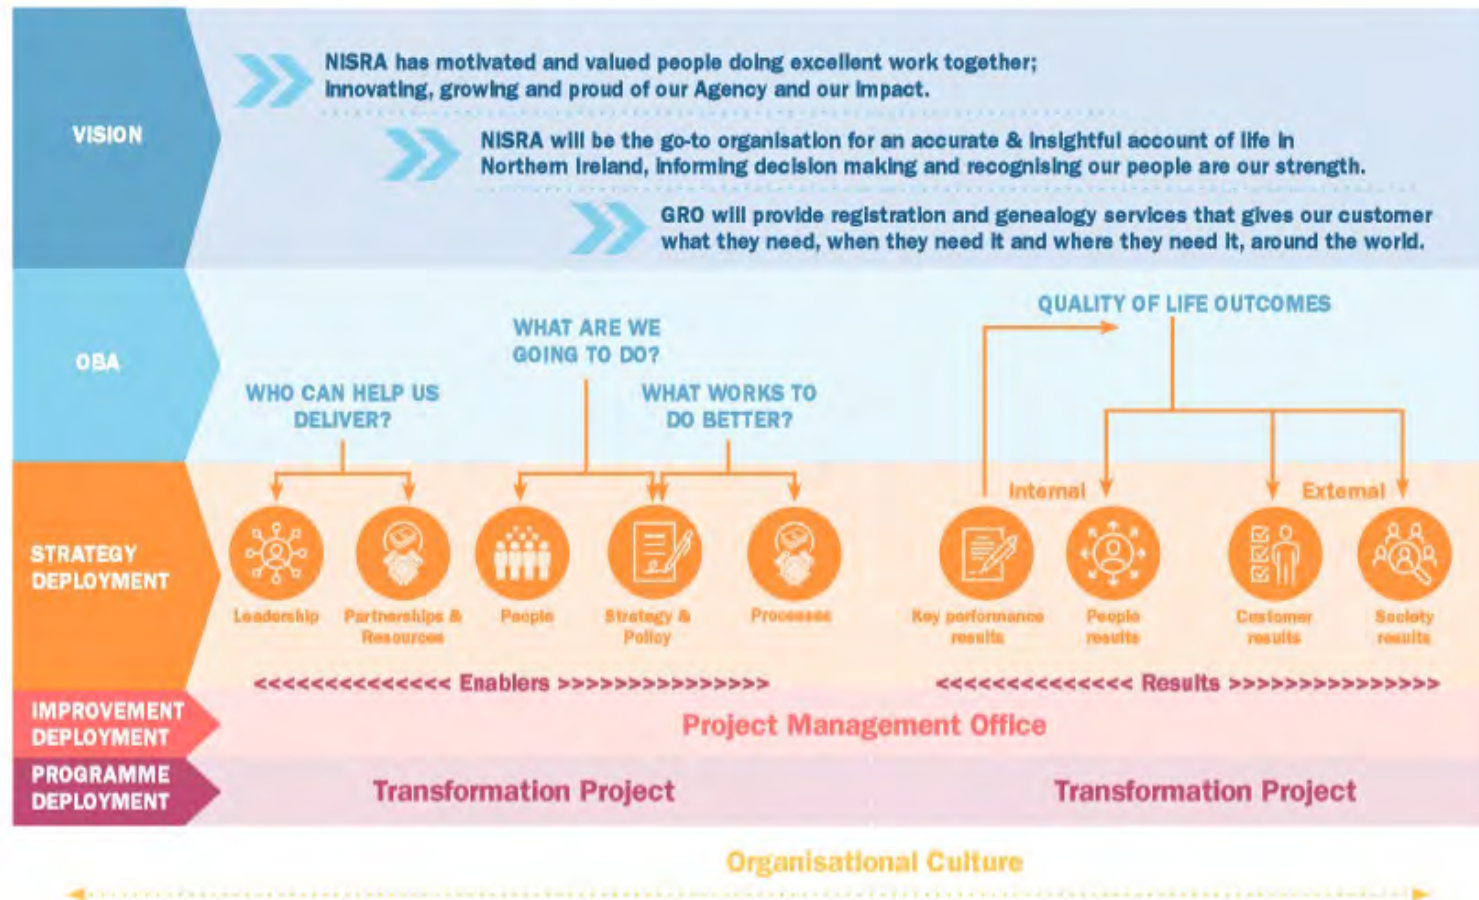 VISION
NISRA has motivated and valued people doing excellent work together;
innovating, growing and proud of our Agency and our impact.
NISRA will be the go-to organisation for an accurate & insightful account of life in
Northern Ireland, informing decision making and recognising our people are our strength.
GRO will provide registration and genealogy services that gives our customer
what they need, when they need it and where they need it, around the world.
OBA
WHO CAN HELP US
DELIVER?
WHAT ARE WE
GOING TO DO?
WHAT WORKS TO
DO BETTER?
QUALITY OF LIFE OUTCOMES
STRATEGY
DEPLOYMENT
Internal
External
Leadership
Partnerships &
Resources
People
Strategy &
Policy
Processes
Key performance
results
People
results
Customer
results
Society
results
<<<<<<<<<<<<<< Enablers >>>>>>>>>>>>>>>
<<<<<<<<<<<<<< Results >>>>>>>>>>>>>>>
IMPROVEMENT
DEPLOYMENT
Project Management Office
PROGRAMME
DEPLOYMENT
Transformation Project
Transformation Project
Organisational Culture